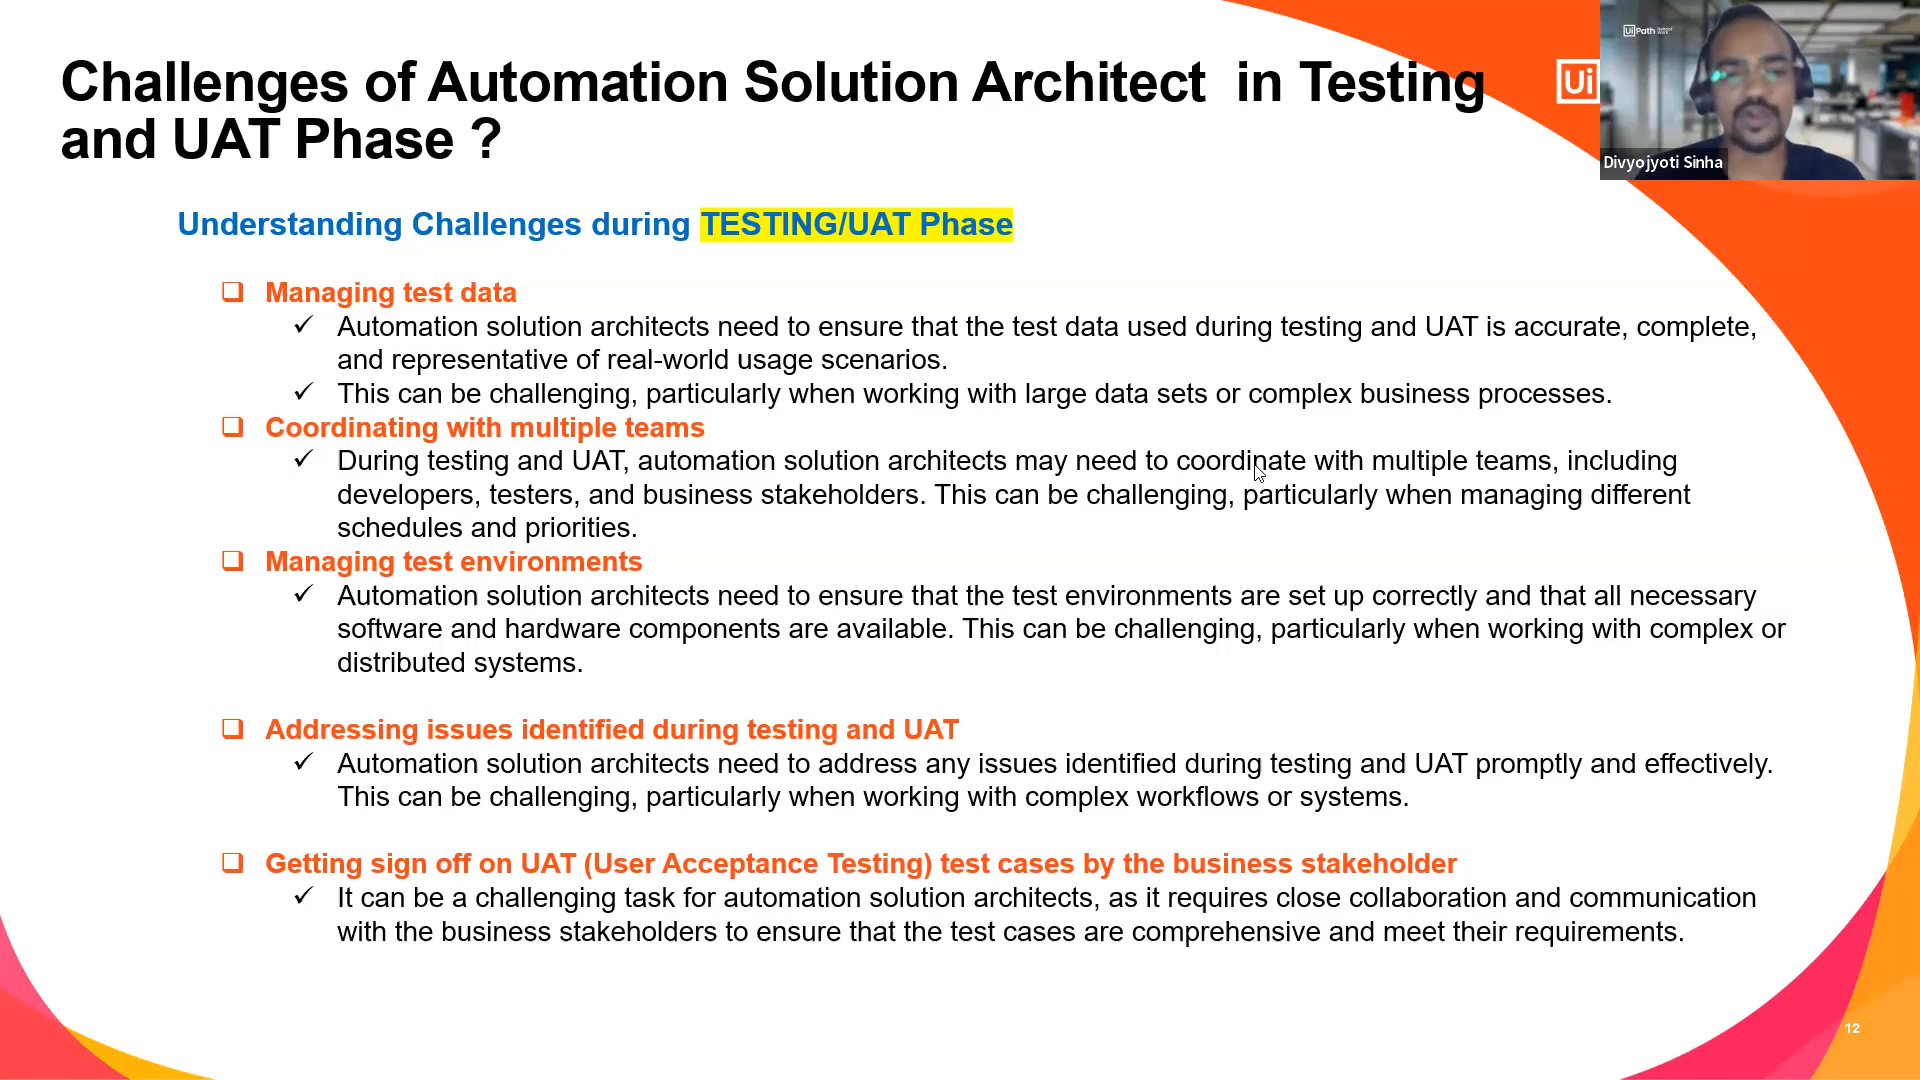 Challenges of Automation Solution Architect in Testing
and UAT Phase ?
Ui
UiPath
Divyojyoti Sinha
Understanding Challenges during TESTING/UAT Phase
❑ Managing test data
✓ Automation solution architects need to ensure that the test data used during testing and UAT is accurate, complete,
and representative of real-world usage scenarios.
✓ This can be challenging, particularly when working with large data sets or complex business processes.
❑ Coordinating with multiple teams
✓ During testing and UAT, automation solution architects may need to coordinate with multiple teams, including
developers, testers, and business stakeholders. This can be challenging, particularly when managing different
schedules and priorities.
❑ Managing test environments
✓ Automation solution architects need to ensure that the test environments are set up correctly and that all necessary
software and hardware components are available. This can be challenging, particularly when working with complex or
distributed systems.
❑ Addressing issues identified during testing and UAT
✓ Automation solution architects need to address any issues identified during testing and UAT promptly and effectively.
This can be challenging, particularly when working with complex workflows or systems.
❑ Getting sign off on UAT (User Acceptance Testing) test cases by the business stakeholder
✓ It can be a challenging task for automation solution architects, as it requires close collaboration and communication
with the business stakeholders to ensure that the test cases are comprehensive and meet their requirements.
12